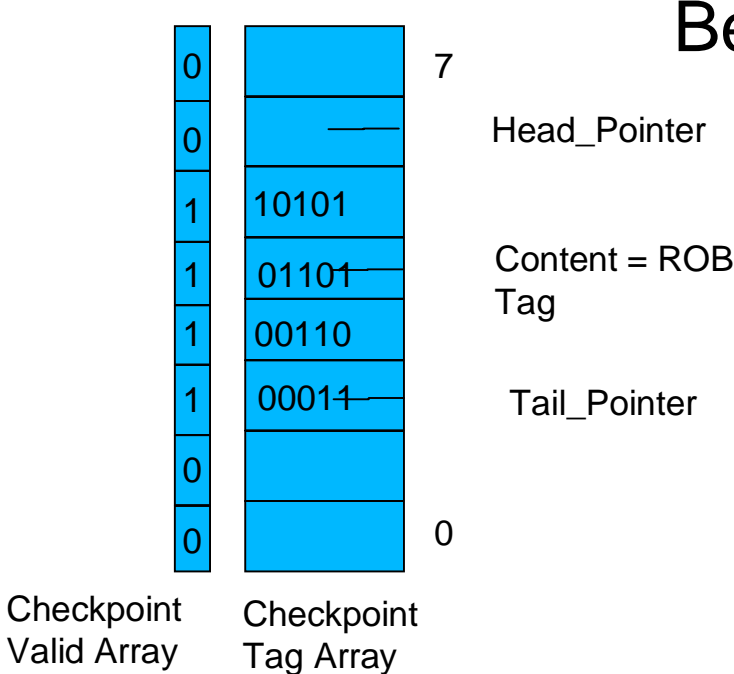 Be
0 7
0 Head_Pointer
1 10101
1 01101 Content = ROB
Tag
1 00110
1 00011 Tail_Pointer
0
0 0
Checkpoint Checkpoint
Valid Array Tag Array